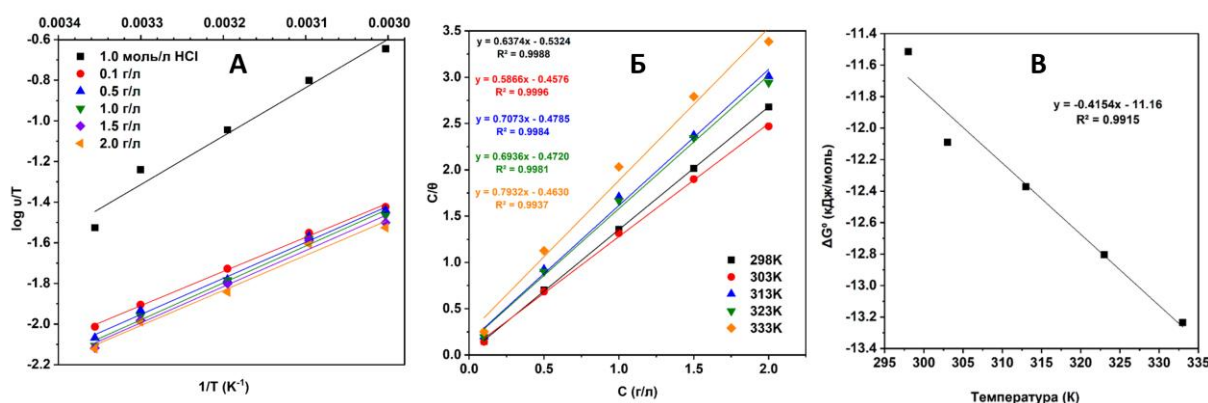 0.0034 0.0033 0.0032 0.0031 0.0030
-0.6
-0.8
-1.0
-1.2
-1.4
-1.6
-1.8
-2.0
-2.2
log u/T
1/T (K⁻¹)
А
1.0 моль/л HCl
0.1 г/л
0.5 г/л
1.0 г/л
1.5 г/л
2.0 г/л
3.5
3.0
2.5
2.0
1.5
1.0
0.5
0.0
C/θ
0.0 0.5 1.0 1.5 2.0
C (г/л)
Б
y = 0.6374x - 0.5324
R² = 0.9988
y = 0.5866x - 0.4576
R² = 0.9996
y = 0.7073x - 0.4785
R² = 0.9984
y = 0.6936x - 0.4720
R² = 0.9981
y = 0.7932x - 0.4630
R² = 0.9937
298K
303K
313K
323K
333K
-11.4
-11.6
-11.8
-12.0
-12.2
-12.4
-12.6
-12.8
-13.0
-13.2
-13.4
ΔG° (кДж/моль)
295 300 305 310 315 320 325 330 335
Температура (К)
В
y = -0.4154x - 11.16
R² = 0.9915